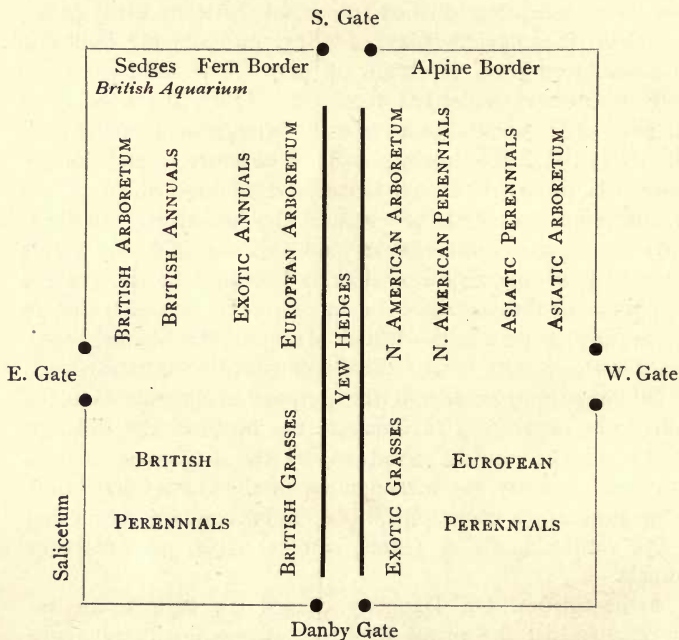 S. Gate
Sedges Fern Border
Alpine Border
British Aquarium
BRITISH ARBORETUM
BRITISH ANNUALS
EXOTIC ANNUALS
EUROPEAN ARBORETUM
YEW HEDGES
N. AMERICAN ARBORETUM
N. AMERICAN PERENNIALS
ASIATIC PERENNIALS
ASIATIC ARBORETUM
E. Gate
W. Gate
Salicetum
BRITISH
PERENNIALS
BRITISH GRASSES
EXOTIC GRASSES
EUROPEAN
PERENNIALS
Danby Gate